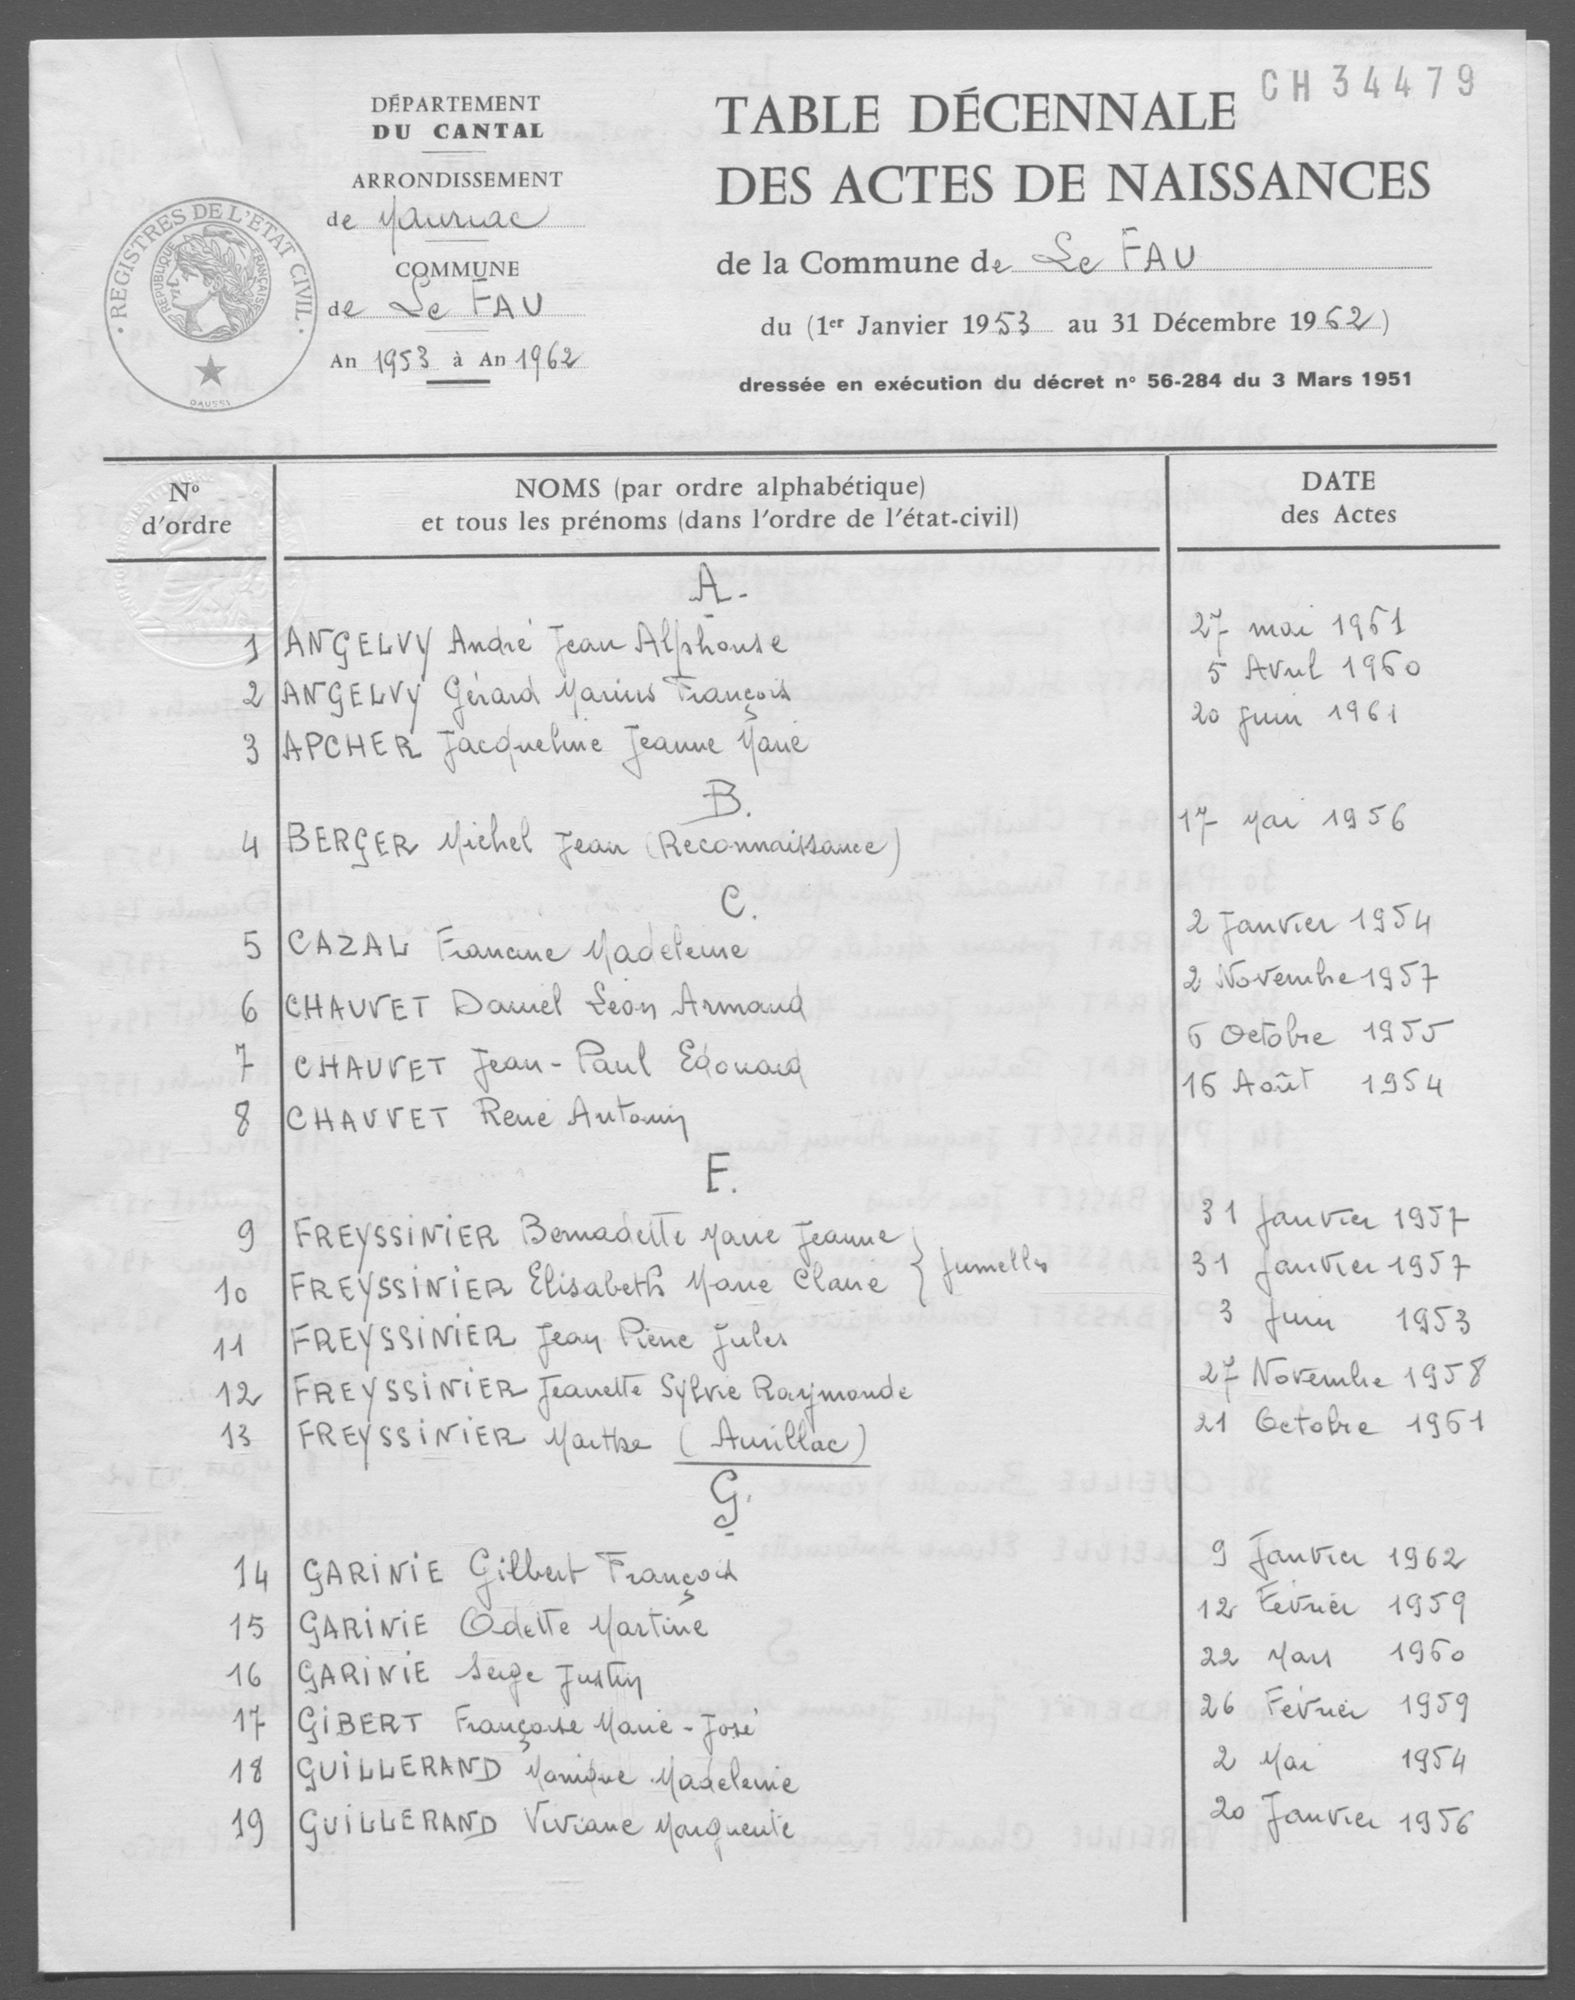 CH 34479
DÉPARTEMENT
DU CANTAL
ARRONDISSEMENT
de Mauriac
COMMUNE
de Le FAU
An 1953 à An 1962
REGISTRES DE L'ETAT CIVIL
REPUBLIQUE FRANÇAISE
TABLE DÉCENNALE
DES ACTES DE NAISSANCES
de la Commune de Le FAU
du (1er Janvier 1953 au 31 Décembre 1962)
dressée en exécution du décret n° 56-284 du 3 Mars 1951
N° d'ordre
NOMS (par ordre alphabétique)
et tous les prénoms (dans l'ordre de l'état-civil)
DATE
des Actes
A.
1 ANGELVY André Jean Alphonse 27 mai 1961
2 ANGELVY Gérard Marius François 5 Avril 1960
3 APCHER Jacqueline Jeanne Marie 20 juin 1961
B.
4 BERGER Michel Jean (Reconnaissance) 17 Mai 1956
C.
5 CAZAL Francine Madeleine 2 Janvier 1954
6 CHAUVET Daniel Léon Armand 2 Novembre 1957
7 CHAUVET Jean-Paul Edouard 6 Octobre 1955
8 CHAUVET René Antonin 16 Août 1954
F.
9 FREYSSINIER Bernadette Marie Jeanne } Jumelles 31 Janvier 1957
10 FREYSSINIER Elisabeth Marie Claire 31 Janvier 1957
11 FREYSSINIER Jean Pierre Jules 3 Juin 1953
12 FREYSSINIER Jeanette Sylvie Raymonde 27 Novembre 1958
13 FREYSSINIER Marthe (Aurillac) 21 Octobre 1961
G.
14 GARINIE Gilbert François 9 Janvier 1962
15 GARINIE Odette Martine 12 Février 1959
16 GARINIE Serge Justin 22 Mars 1960
17 GIBERT Françoise Marie-José 26 Février 1959
18 GUILLERAND Monique Madeleine 2 Mai 1954
19 GUILLERAND Viviane Marguerite 20 Janvier 1956